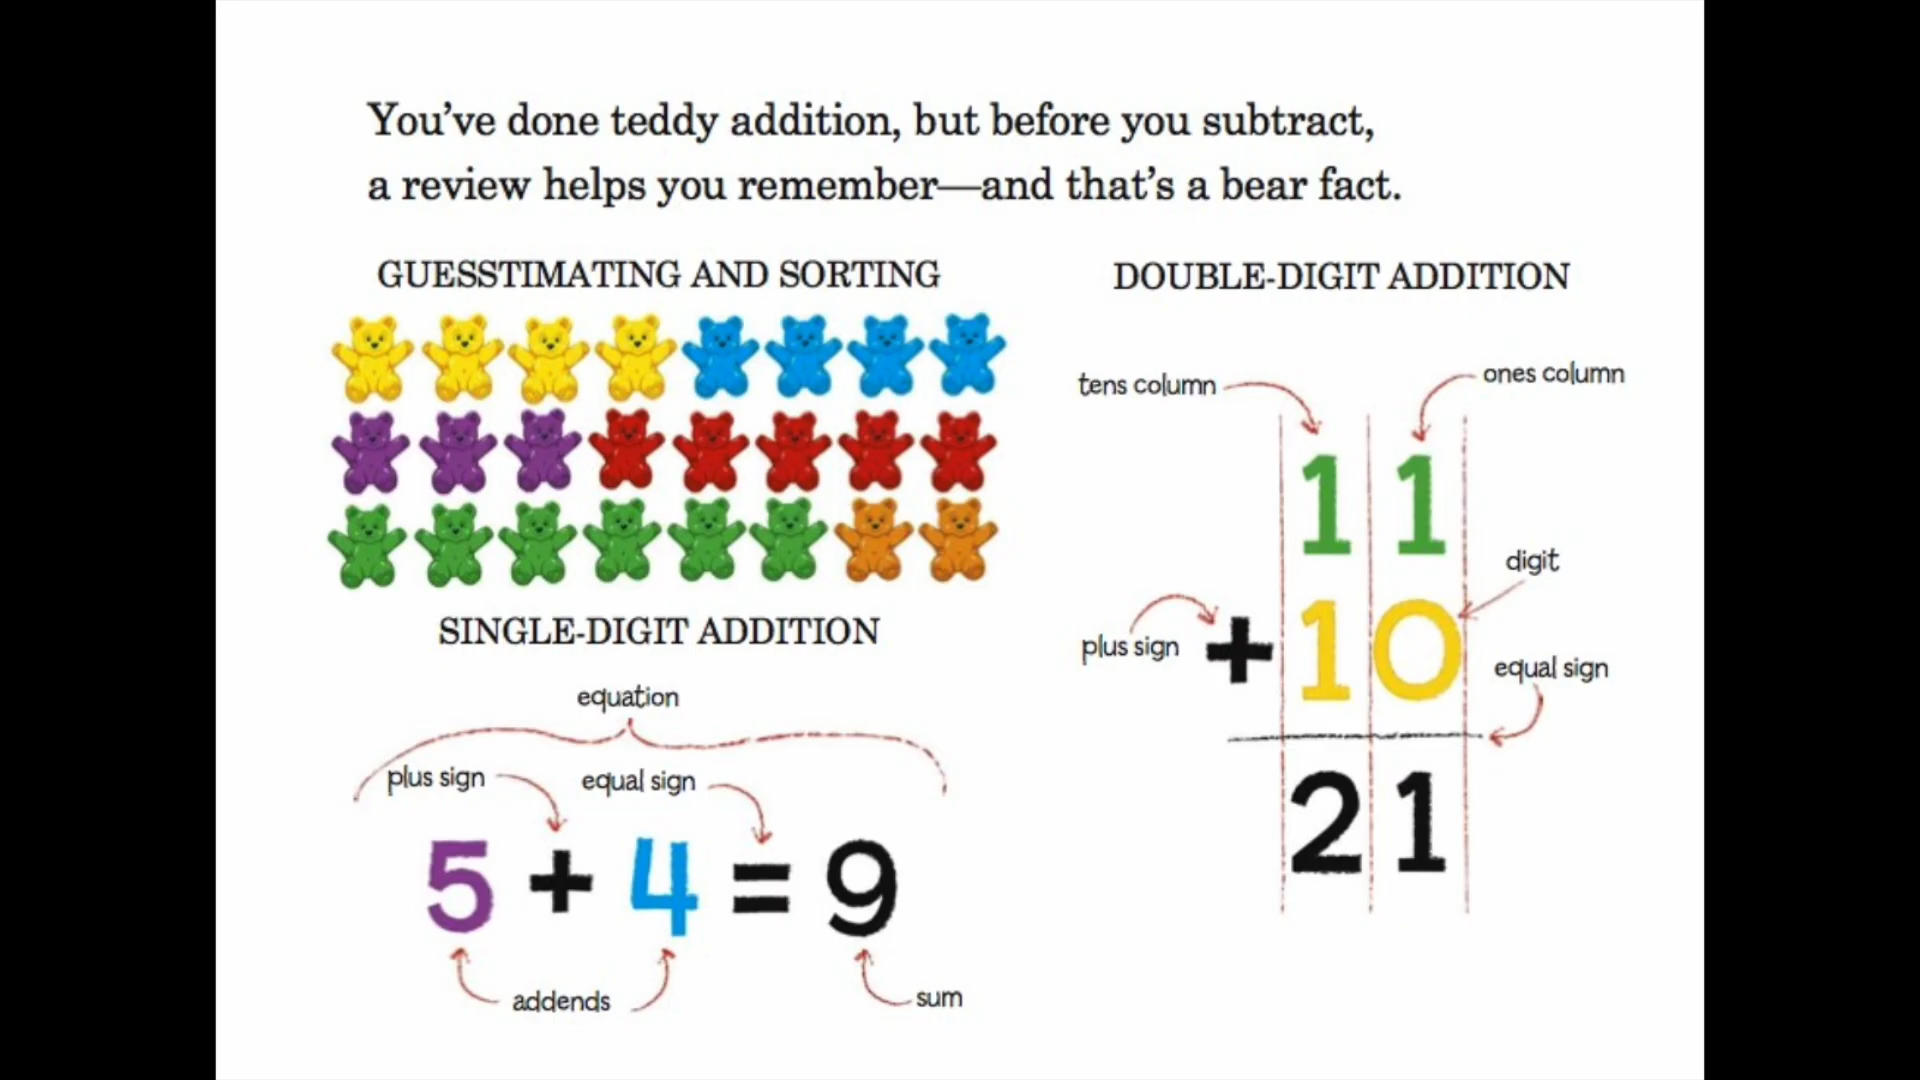 You've done teddy addition, but before you subtract,
a review helps you remember—and that's a bear fact.
GUESSTIMATING AND SORTING
SINGLE-DIGIT ADDITION
equation
plus sign
equal sign
5 + 4 = 9
addends
sum
DOUBLE-DIGIT ADDITION
tens column
ones column
11
digit
plus sign
+ 10
equal sign
21